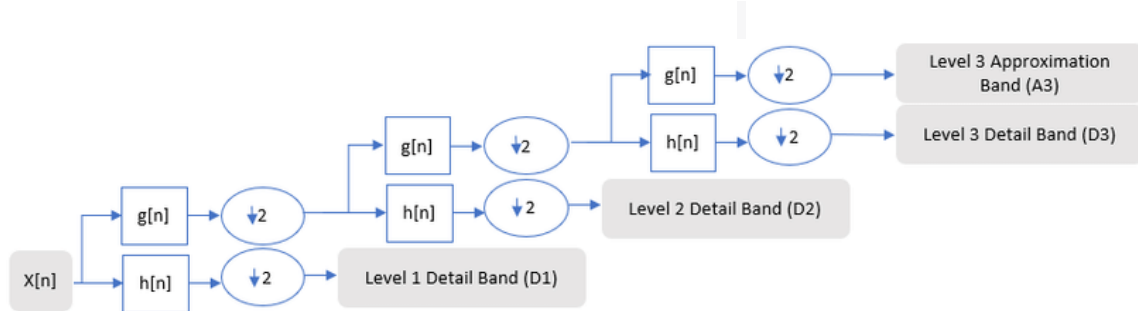 g[n]
↓2
Level 3 Approximation
Band (A3)
g[n]
↓2
h[n]
↓2
Level 3 Detail Band (D3)
g[n]
↓2
h[n]
↓2
Level 2 Detail Band (D2)
X[n]
h[n]
↓2
Level 1 Detail Band (D1)